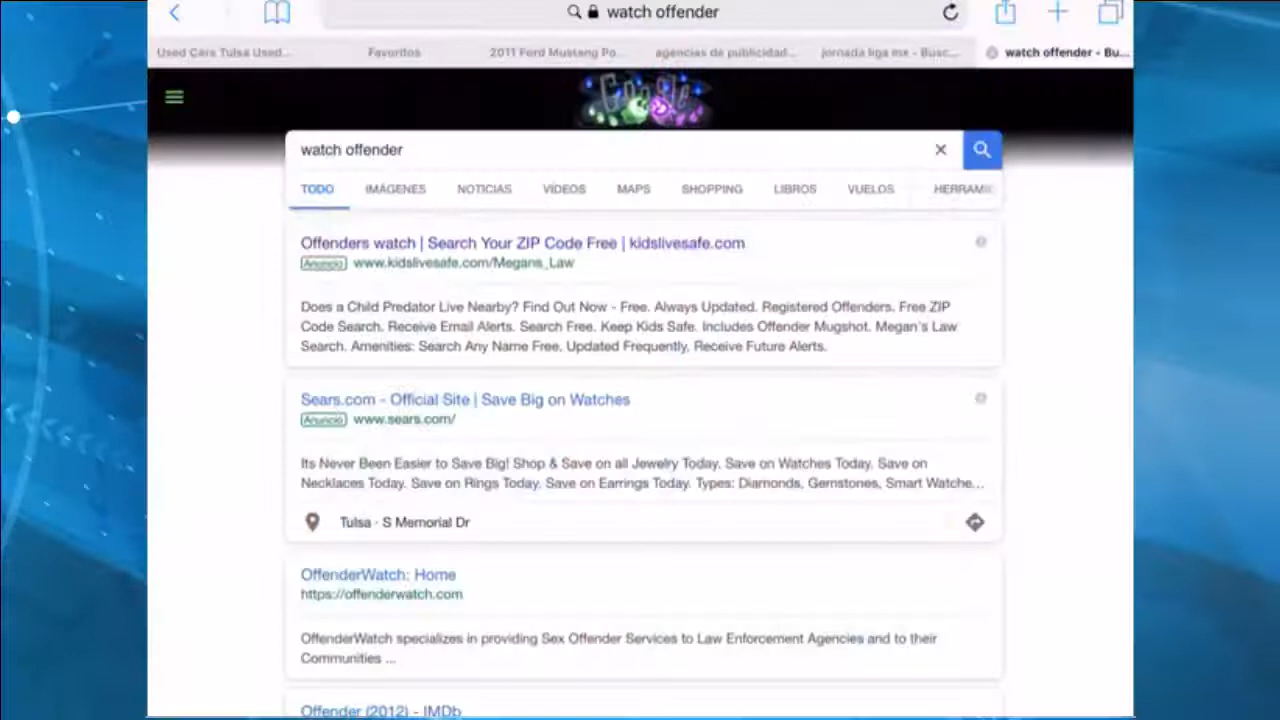 watch offender
Used Cars Tulsa Used...
Favoritos
2011 Ford Mustang Po...
agencias de publicidad...
jornada liga mx - Busc...
watch offender - Bu...
Google
watch offender
TODO
IMÁGENES
NOTICIAS
VÍDEOS
MAPS
SHOPPING
LIBROS
VUELOS
HERRAMI
Offenders watch | Search Your ZIP Code Free | kidslivesafe.com
Anuncio www.kidslivesafe.com/Megans_Law
Does a Child Predator Live Nearby? Find Out Now - Free. Always Updated. Registered Offenders. Free ZIP
Code Search. Receive Email Alerts. Search Free. Keep Kids Safe. Includes Offender Mugshot. Megan's Law
Search. Amenities: Search Any Name Free, Updated Frequently, Receive Future Alerts.
Sears.com - Official Site | Save Big on Watches
Anuncio www.sears.com/
Its Never Been Easier to Save Big! Shop & Save on all Jewelry Today. Save on Watches Today. Save on
Necklaces Today. Save on Rings Today. Save on Earrings Today. Types: Diamonds, Gemstones, Smart Watche...
Tulsa · S Memorial Dr
OffenderWatch: Home
https://offenderwatch.com
OffenderWatch specializes in providing Sex Offender Services to Law Enforcement Agencies and to their
Communities ...
Offender (2012) - IMDb